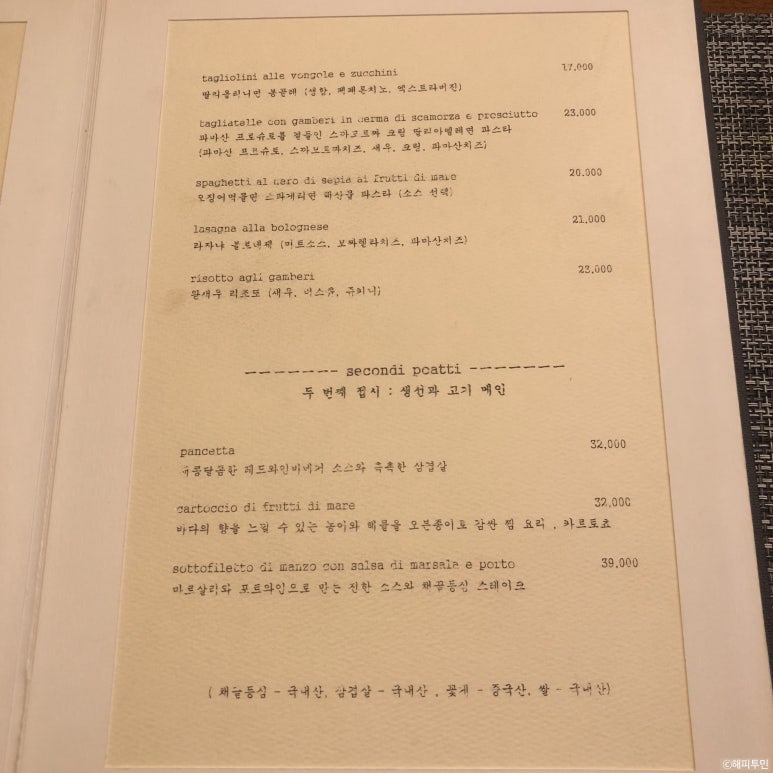 tagliolini alle vongole e zucchini 17,000
딸리올리니면 봉골레 (생합, 페페론치노, 엑스트라버진)
tagliatelle con gamberi in crema di scamorza e prosciutto 23,000
파마산 프로슈토를 곁들인 스카모르짜 크림 딸리아텔레면 파스타
(파마산 프로슈토, 스카모르짜치즈, 새우, 크림, 파마산치즈)
spaghetti al nero di sepia ai frutti di mare 20,000
오징어먹물면 스파게티면 해산물 파스타 (소스 선택)
lasagna alla bolognese 21,000
라자냐 볼로네제 (미트소스, 모짜렐라치즈, 파마산치즈)
risotto agli gamberi 23,000
왕새우 리조또 (새우, 비스큐, 쥬키니)
------- secondi pcatti -------
두 번째 접시 : 생선과 고기 메인
pancetta 32,000
새콤달콤한 레드와인비네거 소스와 촉촉한 삼겹살
cartoccio di frutti di mare 32,000
바다의 향을 느낄 수 있는 농어와 해물을 오븐종이로 감싼 찜 요리 , 카르토쵸
sottofiletto di manzo con salsa di marsala e porto 39,000
마르살라와 포트와인으로 만든 진한 소스와 채끝등심 스테이크
( 채끝등심 - 국내산, 삼겹살 - 국내산 , 꽃게 - 중국산, 쌀 - 국내산)
ⓒ해피투민